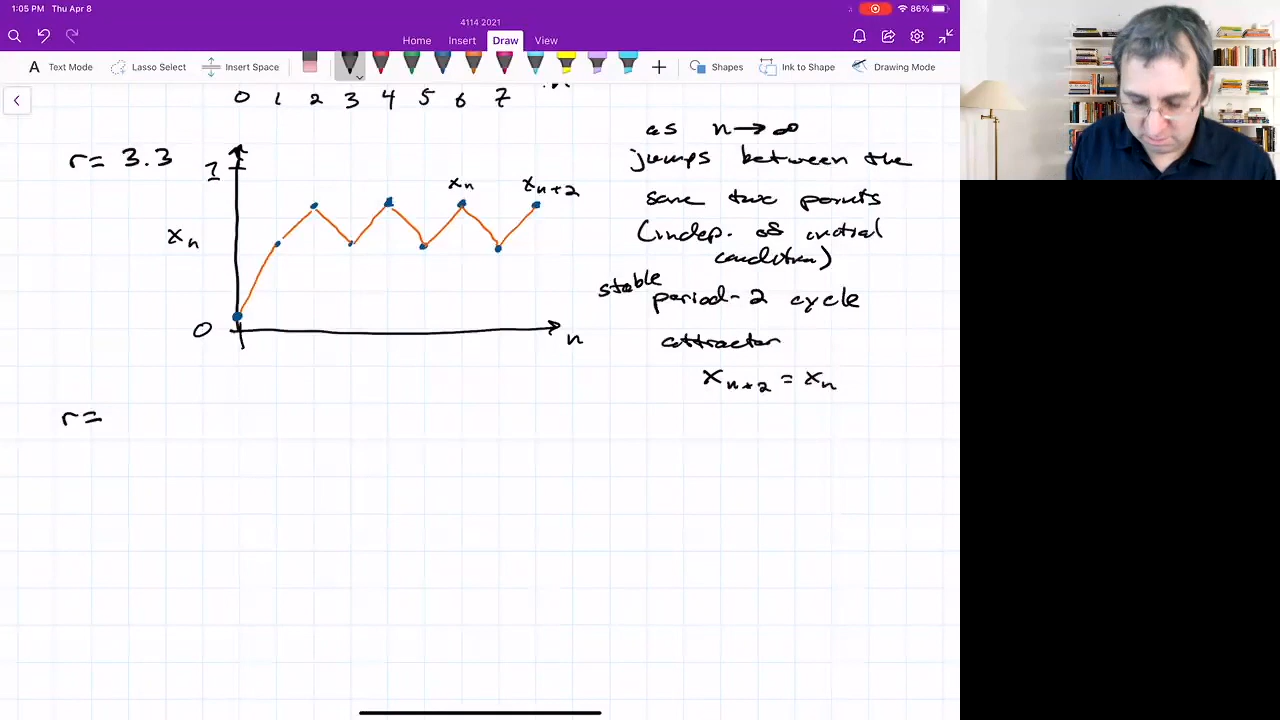 1:05 PM Thu Apr 8
86%
4114 2021
Home Insert Draw View
Text Mode Lasso Select Insert Space Shapes Ink to Shape Drawing Mode
0 1 2 3 4 5 6 7
as n → ∞
r = 3.3
1
jumps between the
x_n x_{n+2}
same two points
x_n
(indep. of initial
condition)
stable
period-2 cycle
0
n
attractor
x_{n+2} = x_n
r =